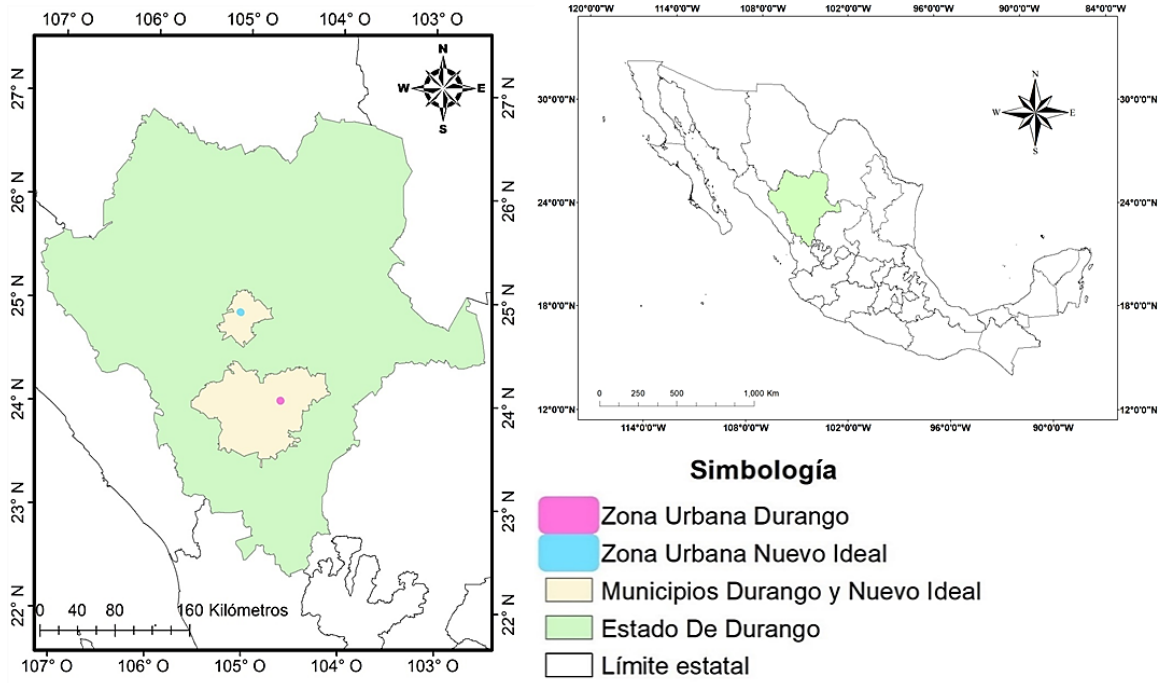 107° O 106° O 105° O 104° O 103° O
27° N
26° N
25° N
24° N
23° N
22° N
N
W E
S
27° N
26° N
25° N
24° N
23° N
22° N
0 40 80 160 Kilómetros
107° O 106° O 105° O 104° O 103° O
120°0'0"W 114°0'0"W 108°0'0"W 102°0'0"W 96°0'0"W 90°0'0"W 84°0'0"W
30°0'0"N 30°0'0"N
24°0'0"N 24°0'0"N
18°0'0"N 18°0'0"N
12°0'0"N 12°0'0"N
N
W E
S
0 250 500 1,000 Km
114°0'0"W 108°0'0"W 102°0'0"W 96°0'0"W 90°0'0"W
Simbología
Zona Urbana Durango
Zona Urbana Nuevo Ideal
Municipios Durango y Nuevo Ideal
Estado De Durango
Límite estatal